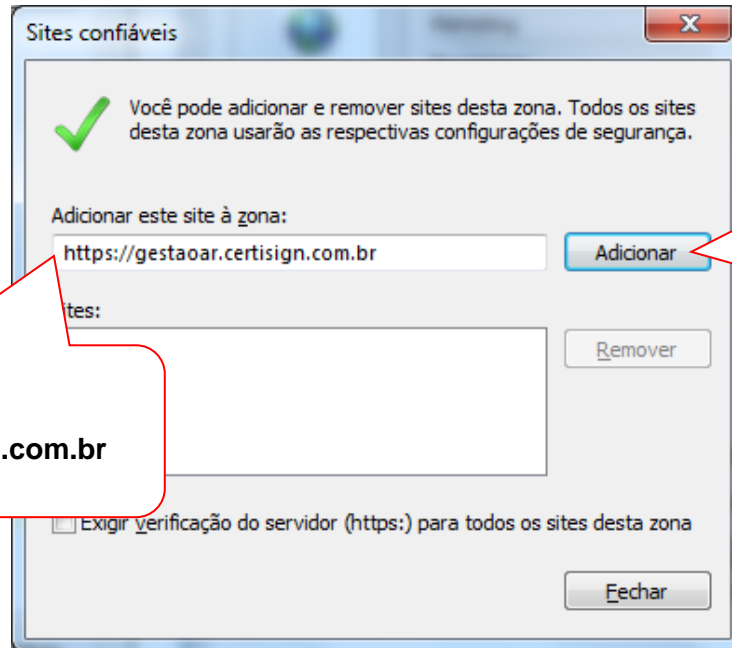 Sites confiáveis
Você pode adicionar e remover sites desta zona. Todos os sites
desta zona usarão as respectivas configurações de segurança.
Adicionar este site à zona:
https://gestaoar.certisign.com.br
Adicionar
ites:
Remover
.com.br
Exigir verificação do servidor (https:) para todos os sites desta zona
Fechar